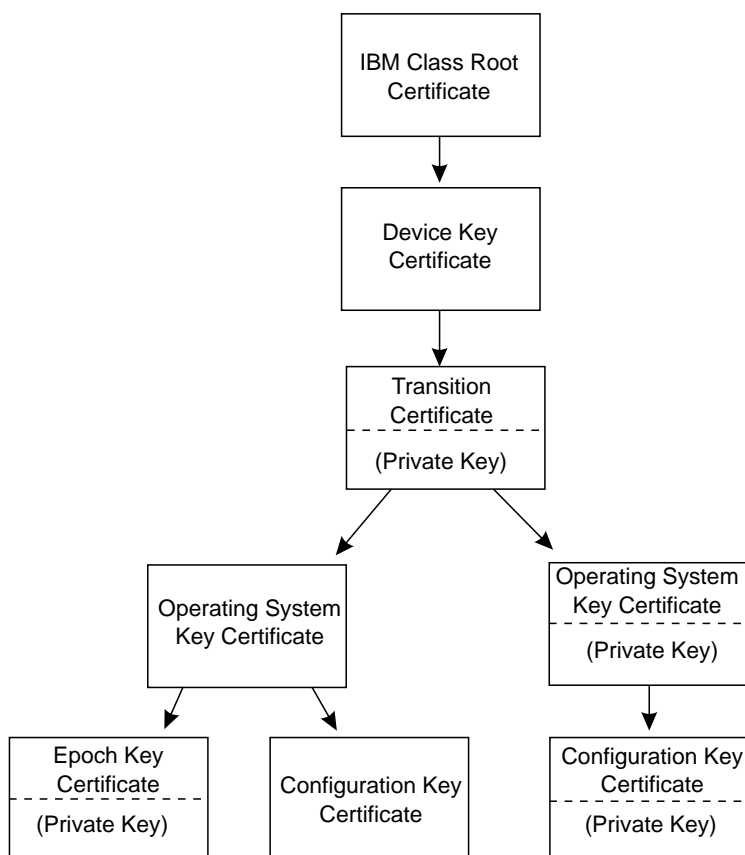 IBM Class Root
Certificate
Device Key
Certificate
Transition
Certificate
(Private Key)
Operating System
Key Certificate
Operating System
Key Certificate
(Private Key)
Epoch Key
Certificate
(Private Key)
Configuration Key
Certificate
Configuration Key
Certificate
(Private Key)